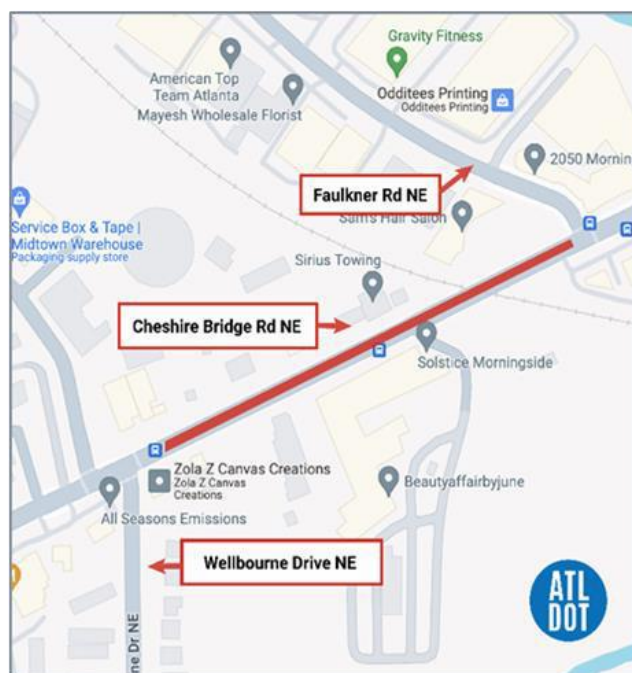 Gravity Fitness
American Top
Team Atlanta
Mayesh Wholesale Florist
Odditees Printing
Odditees Printing
2050 Mornin
Faulkner Rd NE
Sam's Hair Salon
Service Box & Tape |
Midtown Warehouse
Packaging supply store
Sirius Towing
Cheshire Bridge Rd NE
Solstice Morningside
Zola Z Canvas Creations
Zola Z Canvas
Creations
Beautyaffairbyjune
All Seasons Emissions
Wellbourne Drive NE
ne Dr NE
ATL
DOT